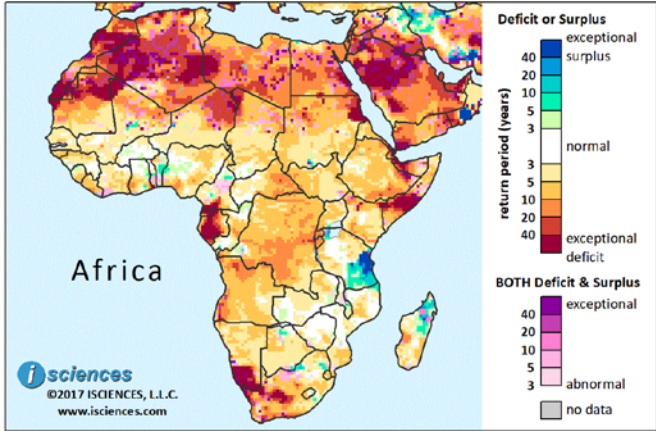 Africa
i sciences
©2017 ISCIENCES, L.L.C.
www.isciences.com
Deficit or Surplus
exceptional
surplus
40
20
10
5
3
normal
3
5
10
20
40
exceptional
deficit
return period (years)
BOTH Deficit & Surplus
exceptional
40
20
10
5
3
abnormal
no data